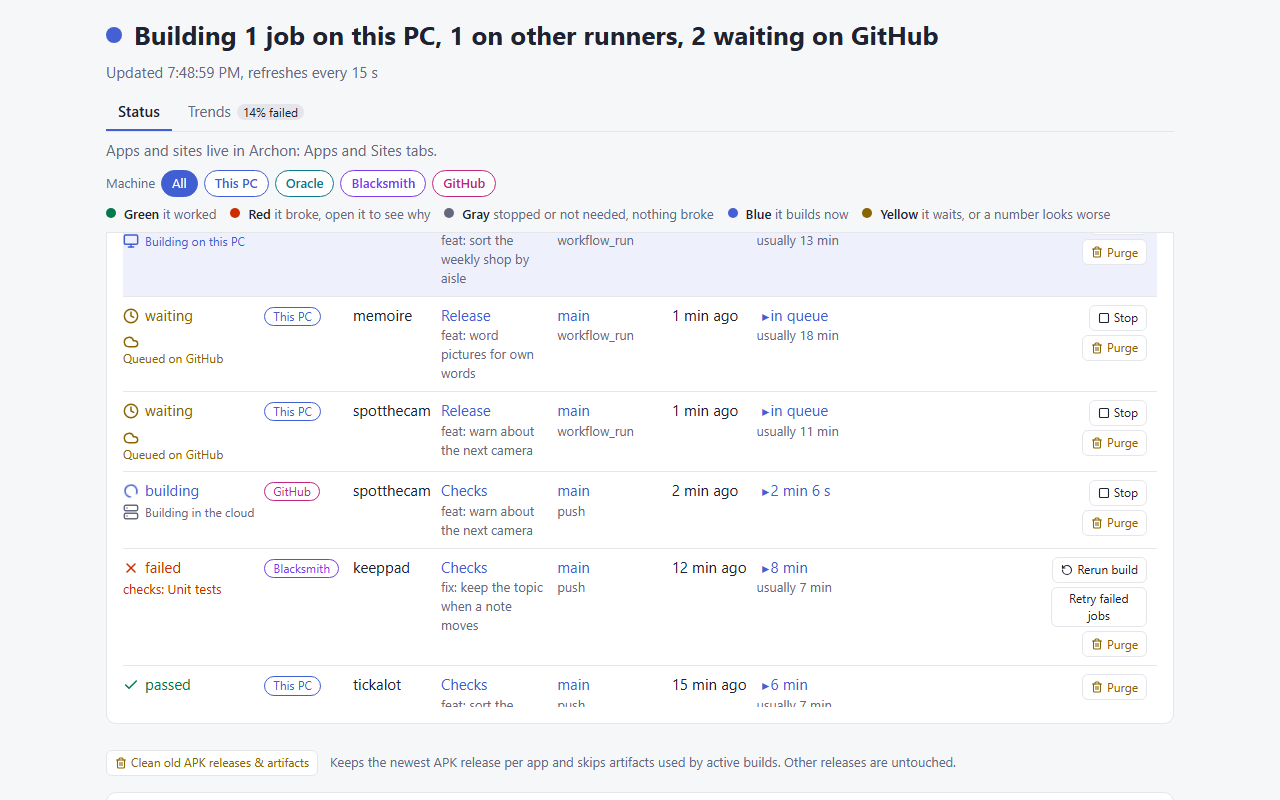 Building 1 job on this PC, 1 on other runners, 2 waiting on GitHub
Updated 7:48:59 PM, refreshes every 15 s
Status Trends 14% failed
Apps and sites live in Archon: Apps and Sites tabs.
Machine All This PC Oracle Blacksmith GitHub
Green it worked Red it broke, open it to see why Gray stopped or not needed, nothing broke Blue it builds now Yellow it waits, or a number looks worse
Building on this PC feat: sort the workflow_run usually 13 min
weekly shop by Purge
aisle
waiting This PC memoire Release main 1 min ago ▸in queue Stop
feat: word workflow_run usually 18 min
Queued on GitHub pictures for own Purge
words
waiting This PC spotthecam Release main 1 min ago ▸in queue Stop
feat: warn about workflow_run usually 11 min
Queued on GitHub the next camera Purge
building GitHub spotthecam Checks main 2 min ago ▸2 min 6 s Stop
Building in the cloud feat: warn about push
the next camera Purge
failed Blacksmith keeppad Checks main 12 min ago ▸8 min Rerun build
checks: Unit tests fix: keep the topic push usually 7 min
when a note Retry failed
moves jobs
Purge
passed This PC tickalot Checks main 15 min ago ▸6 min Purge
feat: sort the push usually 7 min
Clean old APK releases & artifacts Keeps the newest APK release per app and skips artifacts used by active builds. Other releases are untouched.